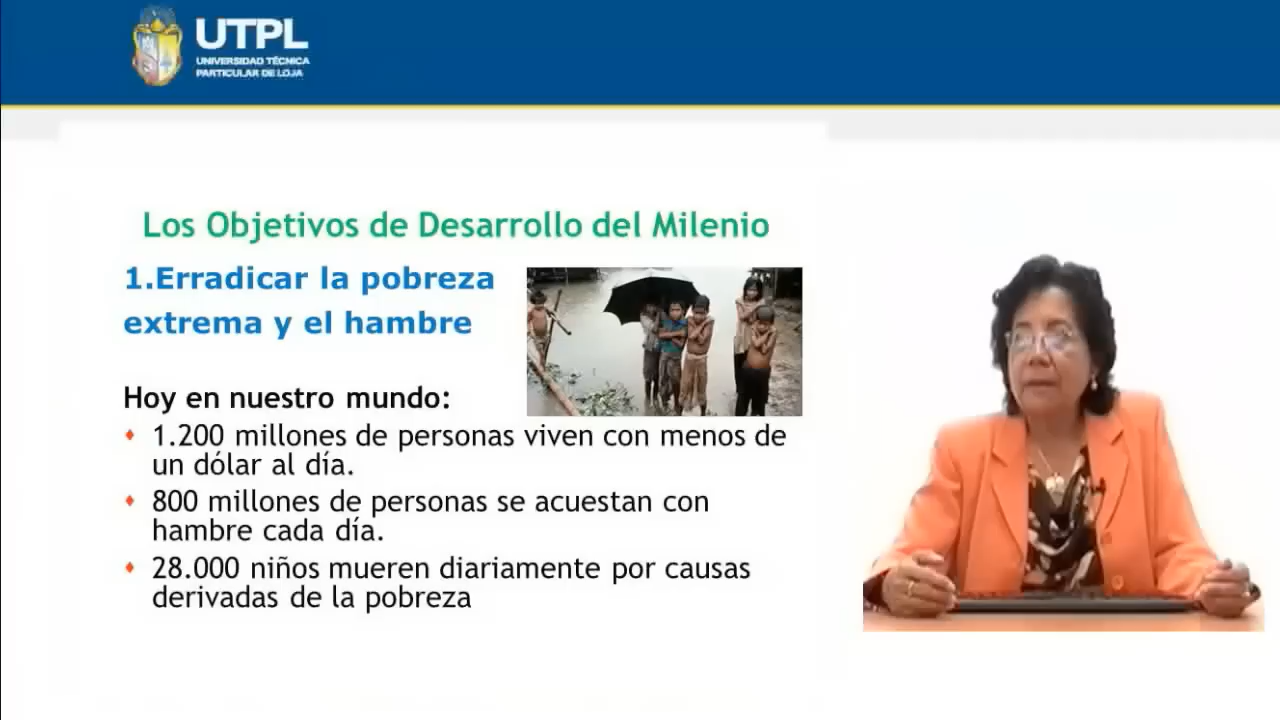 UTPL
UNIVERSIDAD TÉCNICA
PARTICULAR DE LOJA
Los Objetivos de Desarrollo del Milenio
1.Erradicar la pobreza
extrema y el hambre
Hoy en nuestro mundo:
1.200 millones de personas viven con menos de
un dólar al día.
800 millones de personas se acuestan con
hambre cada día.
28.000 niños mueren diariamente por causas
derivadas de la pobreza